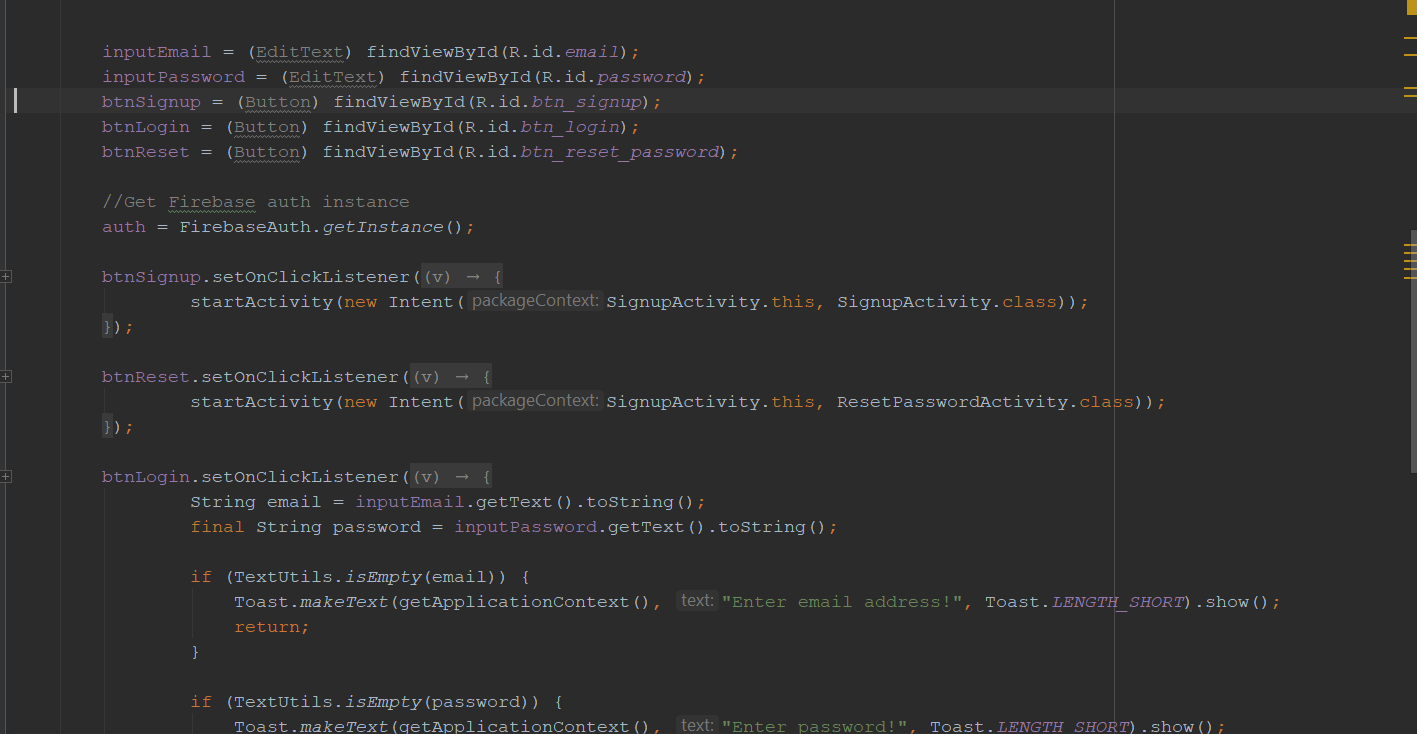 inputEmail = (EditText) findViewById(R.id.email);
inputPassword = (EditText) findViewById(R.id.password);
btnSignup = (Button) findViewById(R.id.btn_signup);
btnLogin = (Button) findViewById(R.id.btn_login);
btnReset = (Button) findViewById(R.id.btn_reset_password);
//Get Firebase auth instance
auth = FirebaseAuth.getInstance();
btnSignup.setOnClickListener((v) → {
startActivity(new Intent( packageContext: SignupActivity.this, SignupActivity.class));
});
btnReset.setOnClickListener((v) → {
startActivity(new Intent( packageContext: SignupActivity.this, ResetPasswordActivity.class));
});
btnLogin.setOnClickListener((v) → {
String email = inputEmail.getText().toString();
final String password = inputPassword.getText().toString();
if (TextUtils.isEmpty(email)) {
Toast.makeText(getApplicationContext(), text: "Enter email address!", Toast.LENGTH_SHORT).show();
return;
}
if (TextUtils.isEmpty(password)) {
Toast.makeText(getApplicationContext(), text: "Enter password!", Toast.LENGTH_SHORT).show();